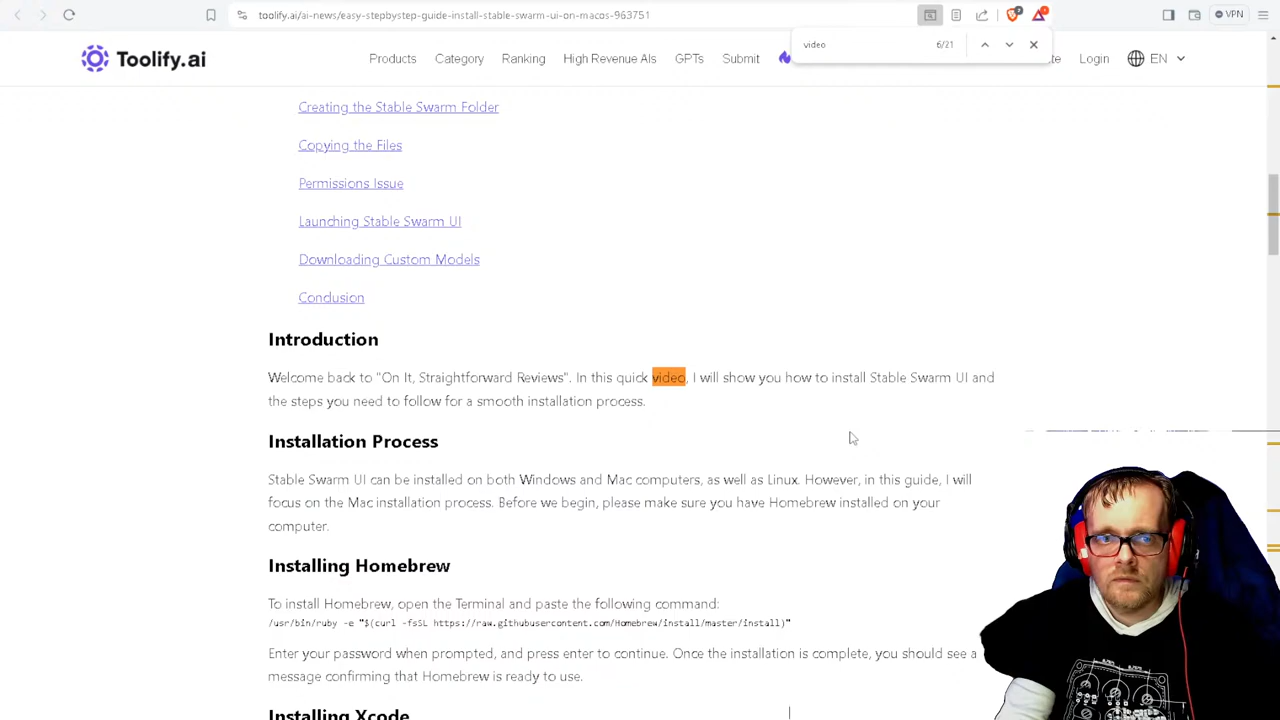 toolify.ai/ai-news/easy-stepbystep-guide-install-stable-swarm-ui-on-macos-963751
VPN
video 6/21
Toolify.ai
Products Category Ranking High Revenue AIs GPTs Submit Login EN
Creating the Stable Swarm Folder
Copying the Files
Permissions Issue
Launching Stable Swarm UI
Downloading Custom Models
Conclusion
Introduction
Welcome back to "On It, Straightforward Reviews". In this quick video, I will show you how to install Stable Swarm UI and
the steps you need to follow for a smooth installation process.
Installation Process
Stable Swarm UI can be installed on both Windows and Mac computers, as well as Linux. However, in this guide, I will
focus on the Mac installation process. Before we begin, please make sure you have Homebrew installed on your
computer.
Installing Homebrew
To install Homebrew, open the Terminal and paste the following command:
/usr/bin/ruby -e "$(curl -fsSL https://raw.githubusercontent.com/Homebrew/install/master/install)"
Enter your password when prompted, and press enter to continue. Once the installation is complete, you should see a
message confirming that Homebrew is ready to use.
Installing Xcode